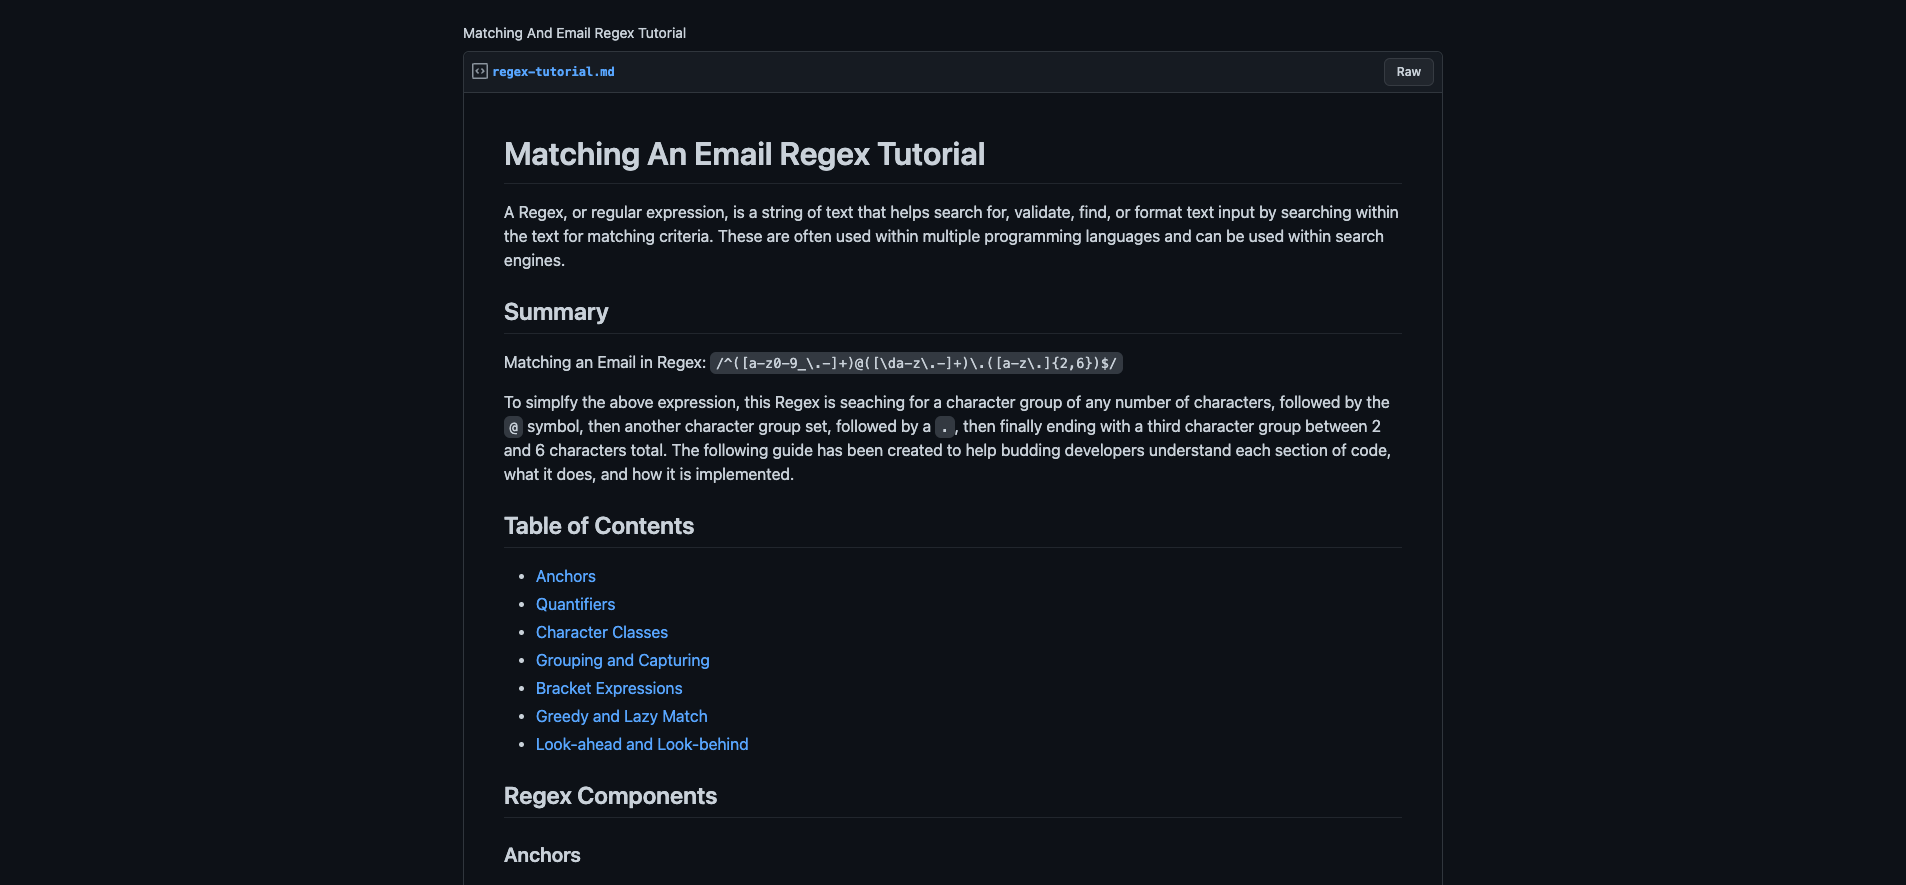 Matching And Email Regex Tutorial
regex-tutorial.md
Raw
Matching An Email Regex Tutorial
A Regex, or regular expression, is a string of text that helps search for, validate, find, or format text input by searching within
the text for matching criteria. These are often used within multiple programming languages and can be used within search
engines.
Summary
Matching an Email in Regex: /^([a-z0-9_\.-]+)@([\da-z\.-]+)\.([a-z\.]{2,6})$/
To simplfy the above expression, this Regex is seaching for a character group of any number of characters, followed by the
@ symbol, then another character group set, followed by a ., then finally ending with a third character group between 2
and 6 characters total. The following guide has been created to help budding developers understand each section of code,
what it does, and how it is implemented.
Table of Contents
• Anchors
• Quantifiers
• Character Classes
• Grouping and Capturing
• Bracket Expressions
• Greedy and Lazy Match
• Look-ahead and Look-behind
Regex Components
Anchors